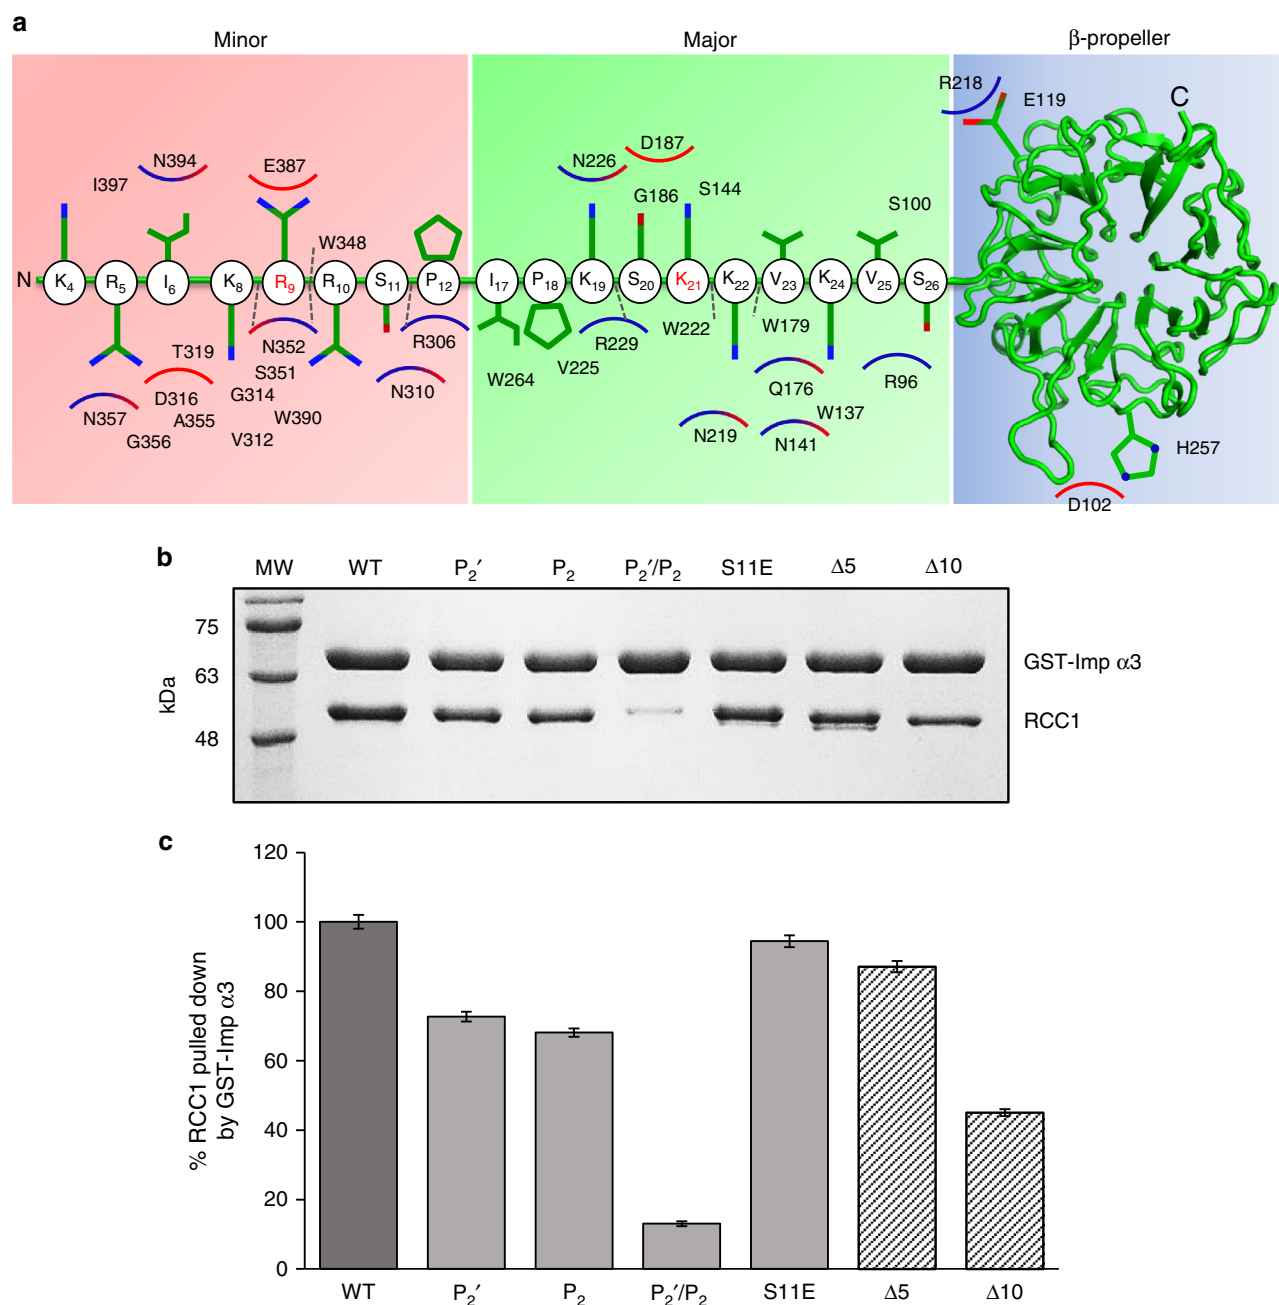 a
Minor
Major
β-propeller
R218
E119
C
N394
I397
E387
W348
N226
D187
G186
S144
S100
N
K4
R5
I6
K8
R9
R10
S11
P12
I17
P18
K19
S20
K21
K22
V23
K24
V25
S26
T319
N352
R306
D316
S351
G314
N310
A355
W390
N357
G356
V312
W264
V225
R229
W222
W179
Q176
W137
R96
N219
N141
H257
D102
b
MW
WT
P2′
P2
P2′/P2
S11E
Δ5
Δ10
kDa
75
63
48
GST-Imp α3
RCC1
c
% RCC1 pulled down
by GST-Imp α3
120
100
80
60
40
20
0
WT
P2′
P2
P2′/P2
S11E
Δ5
Δ10